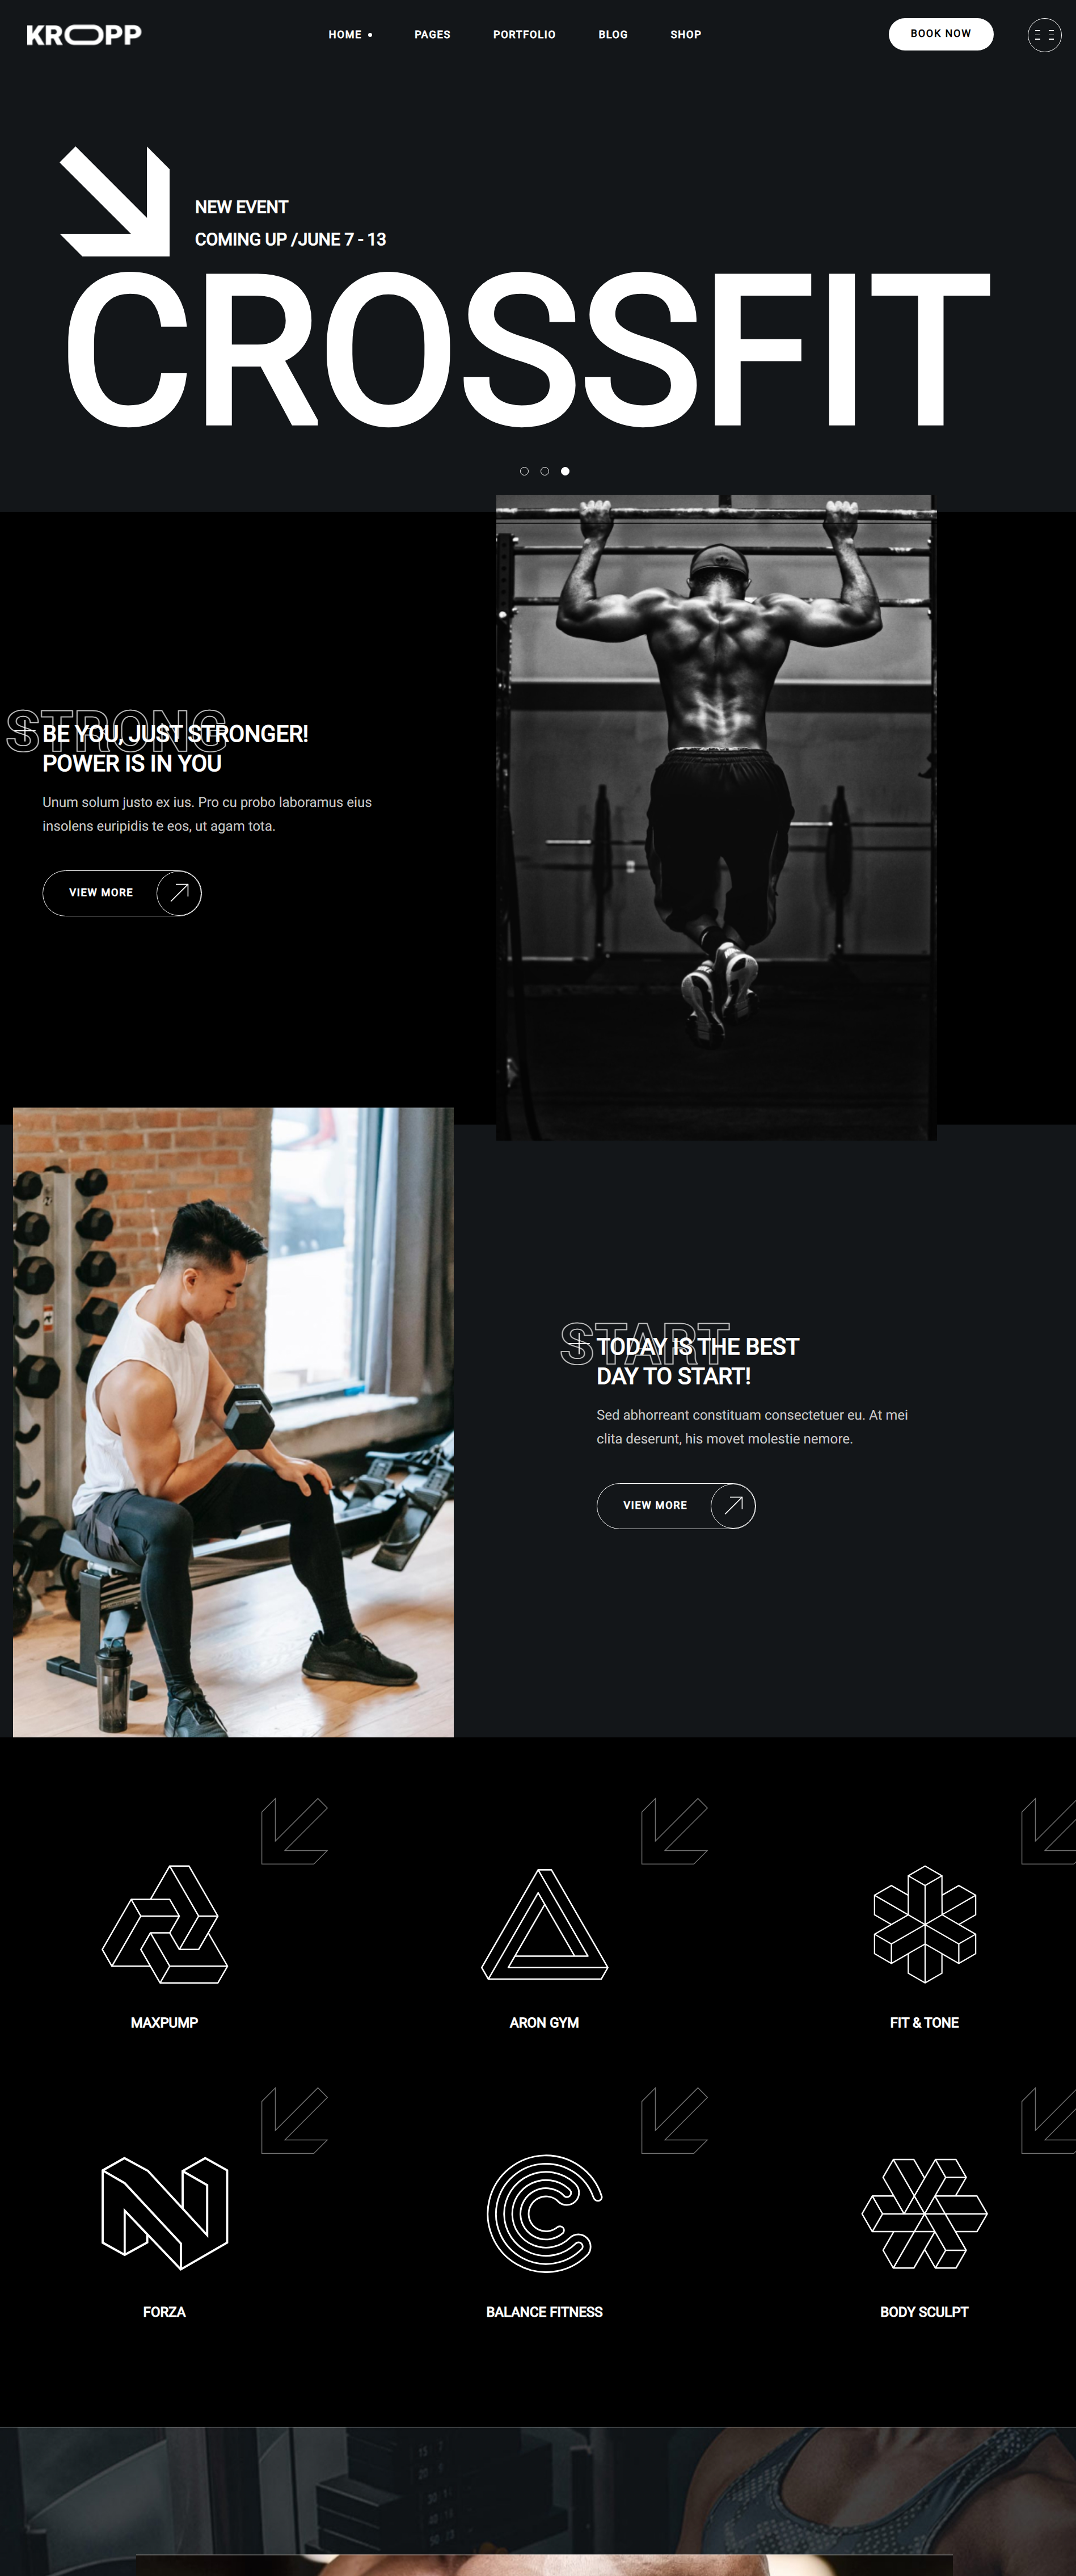 KROPP
HOME
PAGES
PORTFOLIO
BLOG
SHOP
BOOK NOW
NEW EVENT
COMING UP /JUNE 7 - 13
CROSSFIT
STRONG
BE YOU, JUST STRONGER!
POWER IS IN YOU
Unum solum justo ex ius. Pro cu probo laboramus eius
insolens euripidis te eos, ut agam tota.
VIEW MORE
START
TODAY IS THE BEST
DAY TO START!
Sed abhorreant constituam consectetuer eu. At mei
clita deserunt, his movet molestie nemore.
VIEW MORE
MAXPUMP
ARON GYM
FIT & TONE
FORZA
BALANCE FITNESS
BODY SCULPT